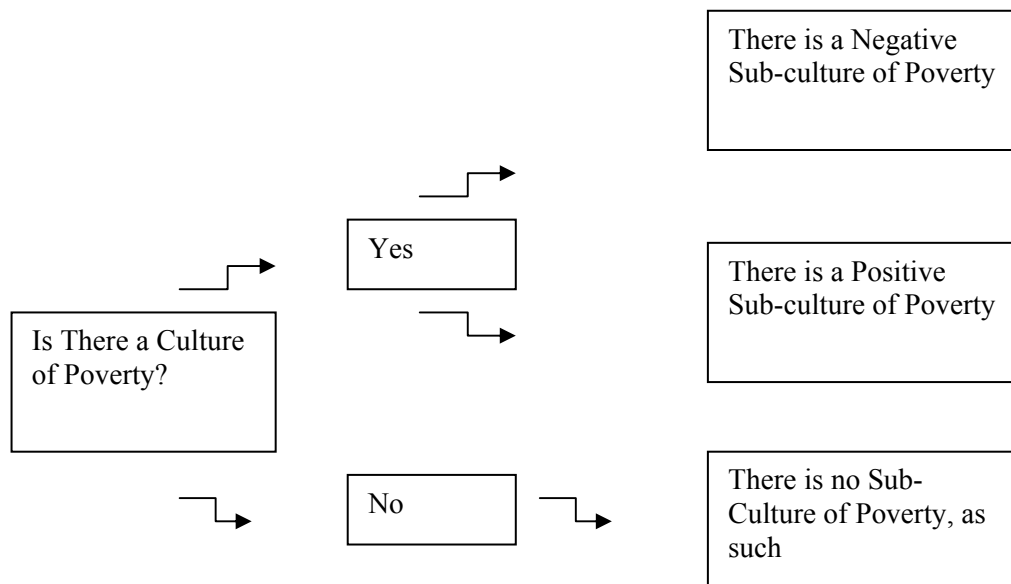 There is a Negative
Sub-culture of Poverty
Yes
There is a Positive
Sub-culture of Poverty
Is There a Culture
of Poverty?
No
There is no Sub-
Culture of Poverty, as
such